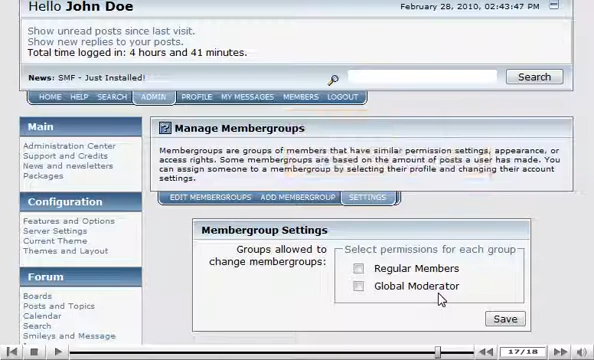 Hello John Doe
February 28, 2010, 02:43:47 PM
Show unread posts since last visit.
Show new replies to your posts.
Total time logged in: 4 hours and 41 minutes.
News: SMF - Just Installed!
Search
HOME HELP SEARCH ADMIN PROFILE MY MESSAGES MEMBERS LOGOUT
Main
Administration Center
Support and Credits
News and newsletters
Packages
Configuration
Features and Options
Server Settings
Current Theme
Themes and Layout
Forum
Boards
Posts and Topics
Calendar
Search
Smileys and Message
Manage Membergroups
Membergroups are groups of members that have similar permission settings, appearance, or
access rights. Some membergroups are based on the amount of posts a user has made. You
can assign someone to a membergroup by selecting their profile and changing their account
settings.
EDIT MEMBERGROUPS ADD MEMBERGROUP SETTINGS
Membergroup Settings
Groups allowed to
change membergroups:
Select permissions for each group
Regular Members
Global Moderator
Save
17/18